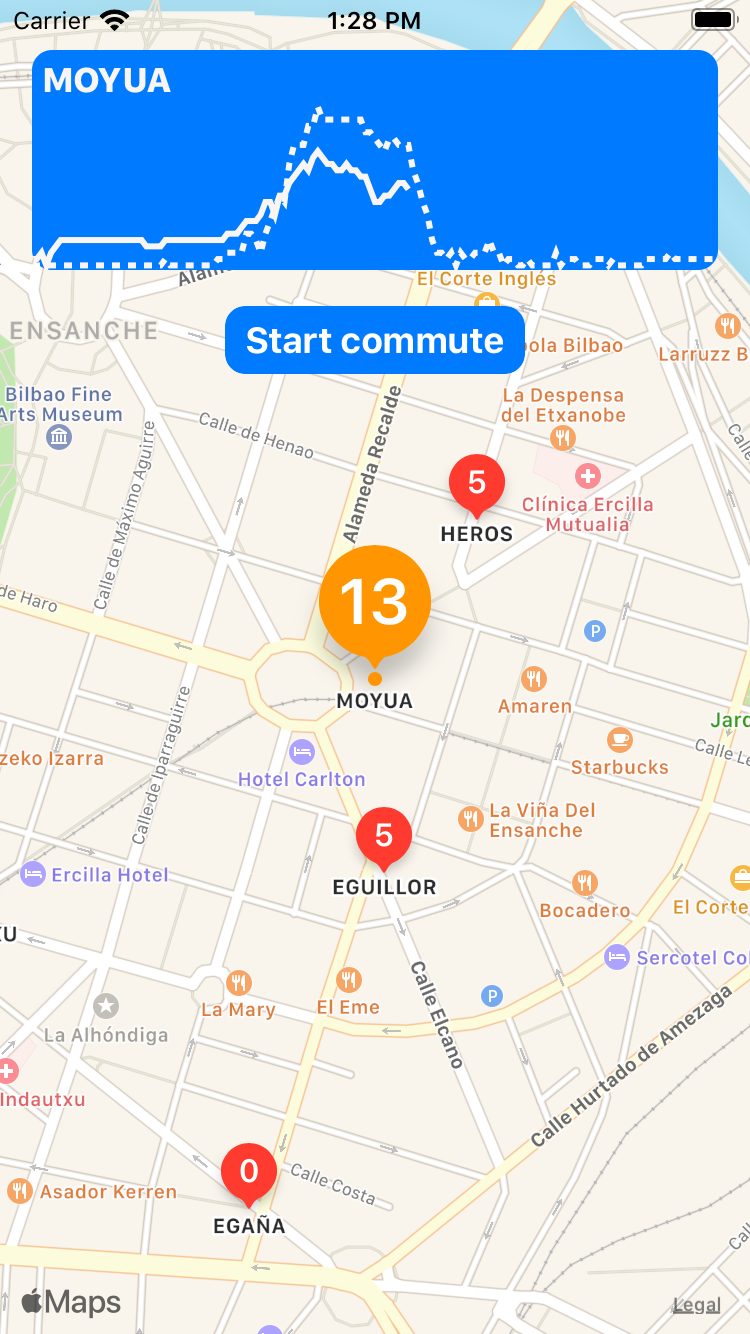 Carrier
1:28 PM
MOYUA
Alam
El Corte Inglés
Start commute
ola Bilbao
ENSANCHE
Larruzz B
Bilbao Fine
Arts Museum
La Despensa
del Etxanobe
Calle de Henao
Alameda Recalde
Calle de Máximo Aguirre
5
HEROS
Clínica Ercilla
Mutualia
Calle
de Haro
13
MOYUA
P
Amaren
Jard
Calle Le
zeko Izarra
Calle de Iparraguirre
Hotel Carlton
Starbucks
5
EGUILLOR
La Viña Del
Ensanche
Ercilla Hotel
Bocadero
El Corte
XU
Sercotel Co
La Mary
El Eme
P
Calle Elcano
La Alhóndiga
Calle Hurtado de Amezaga
Indautxu
0
EGAÑA
Calle Costa
Asador Kerren
Calle
Maps
Legal